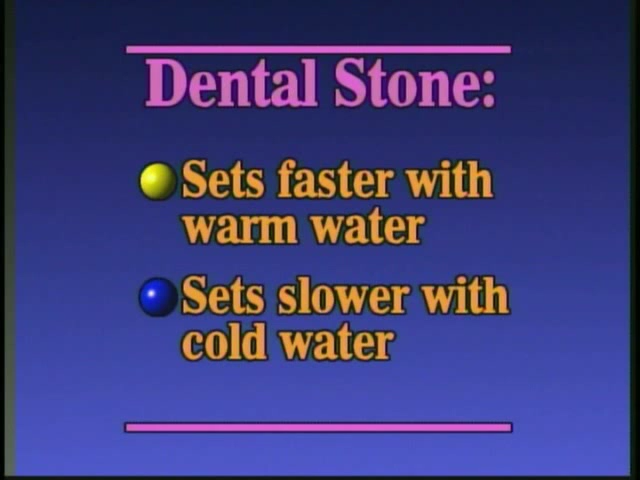 Dental Stone:
Sets faster with
warm water
Sets slower with
cold water